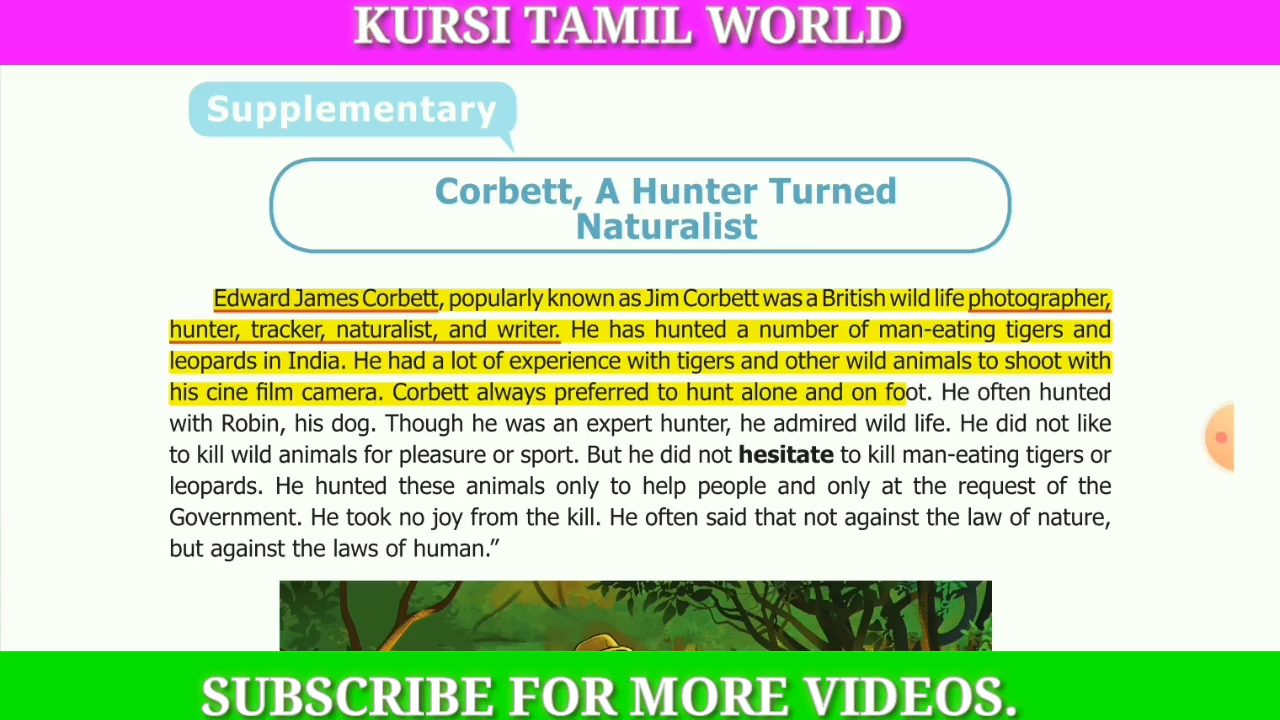 KURSI TAMIL WORLD
Supplementary
Corbett, A Hunter Turned
Naturalist
Edward James Corbett, popularly known as Jim Corbett was a British wild life photographer,
hunter, tracker, naturalist, and writer. He has hunted a number of man-eating tigers and
leopards in India. He had a lot of experience with tigers and other wild animals to shoot with
his cine film camera. Corbett always preferred to hunt alone and on foot. He often hunted
with Robin, his dog. Though he was an expert hunter, he admired wild life. He did not like
to kill wild animals for pleasure or sport. But he did not hesitate to kill man-eating tigers or
leopards. He hunted these animals only to help people and only at the request of the
Government. He took no joy from the kill. He often said that not against the law of nature,
but against the laws of human.”
SUBSCRIBE FOR MORE VIDEOS.